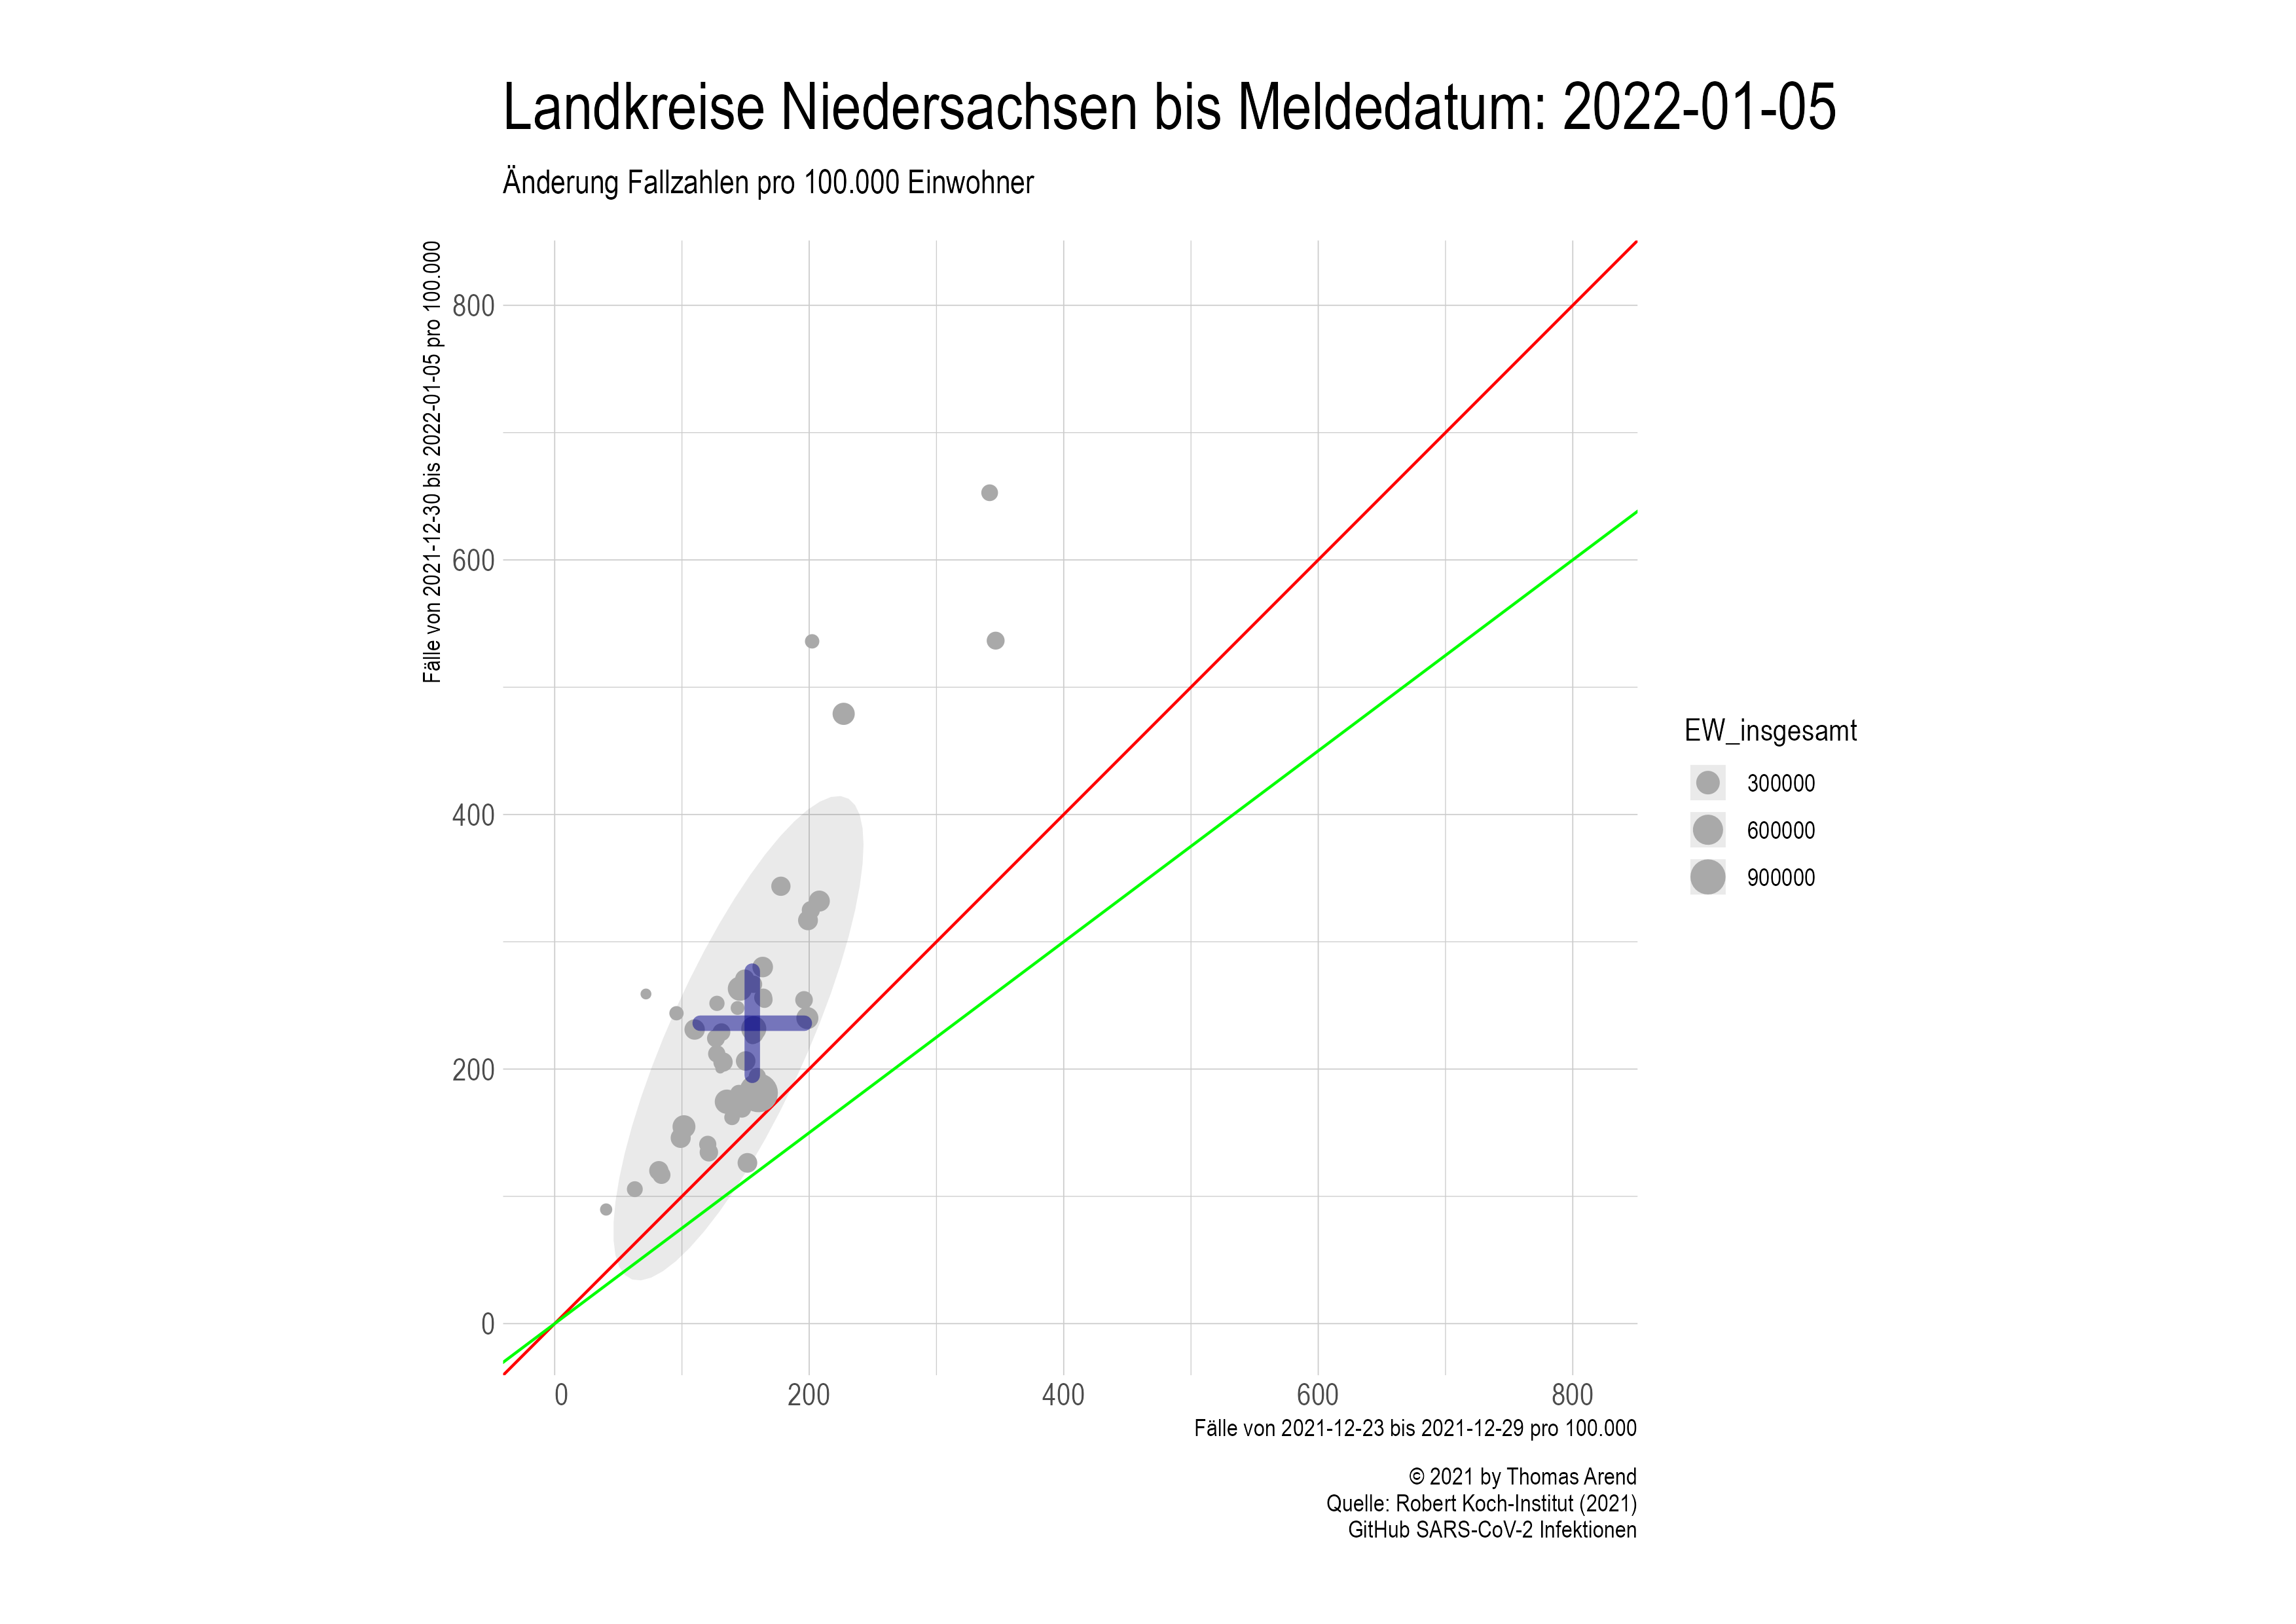 Landkreise Niedersachsen bis Meldedatum: 2022-01-05
Änderung Fallzahlen pro 100.000 Einwohner
Fälle von 2021-12-30 bis 2022-01-05 pro 100.000
800
600
400
200
0
0
200
400
600
800
Fälle von 2021-12-23 bis 2021-12-29 pro 100.000
EW_insgesamt
300000
600000
900000
© 2021 by Thomas Arend
Quelle: Robert Koch-Institut (2021)
GitHub SARS-CoV-2 Infektionen